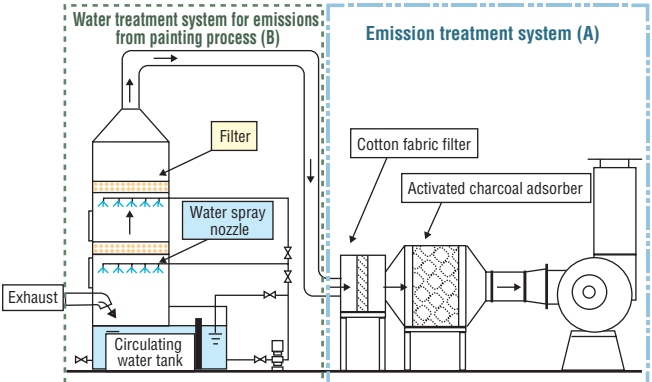 Water treatment system for emissions
from painting process (B)
Emission treatment system (A)
Filter
Cotton fabric filter
Activated charcoal adsorber
Water spray
nozzle
Exhaust
Circulating
water tank